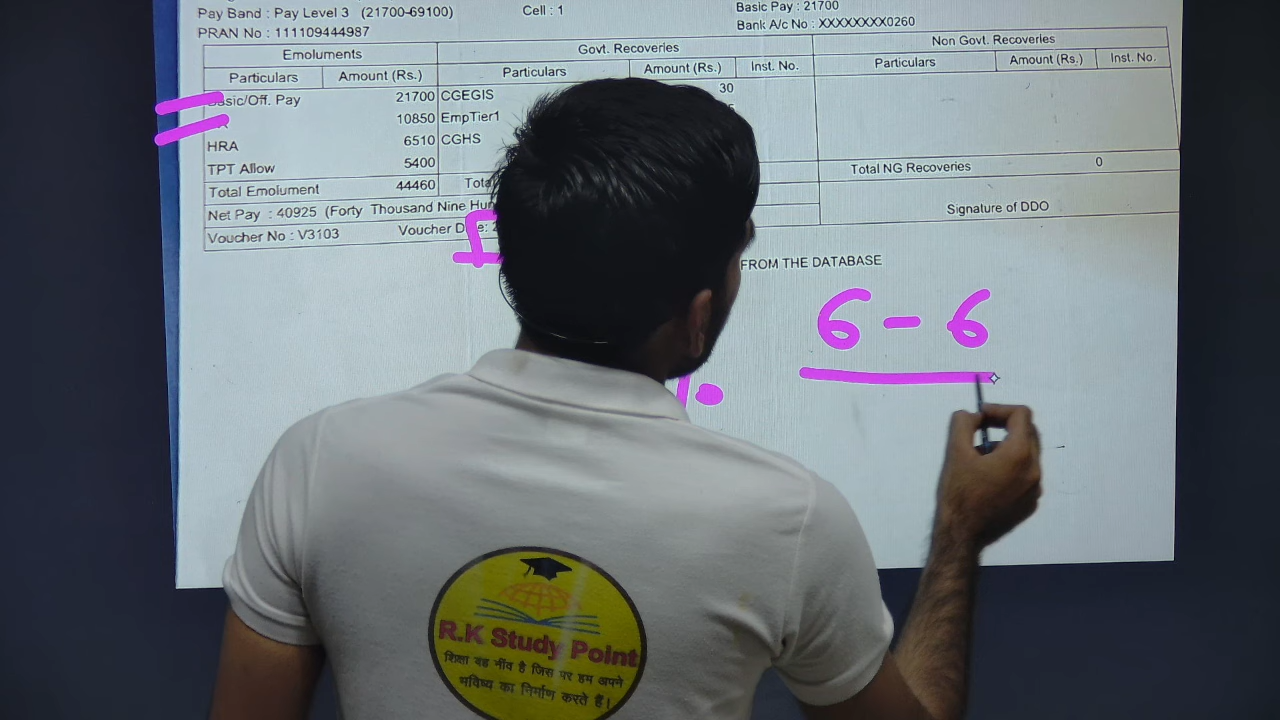 Pay Band : Pay Level 3 (21700-69100) Cell : 1 Basic Pay : 21700
PRAN No : 111109444987 Bank A/c No : XXXXXXXX0260
Emoluments Govt. Recoveries Non Govt. Recoveries
Particulars Amount (Rs.) Particulars Amount (Rs.) Inst. No. Particulars Amount (Rs.) Inst. No.
Basic/Off. Pay 21700 CGEGIS 30
10850 EmpTier1
HRA 6510 CGHS
TPT Allow 5400 Total NG Recoveries 0
Total Emolument 44460
Net Pay : 40925 (Forty Thousand Nine Signature of DDO
Voucher No : V3103 Voucher
FROM THE DATABASE
6 - 6
R.K Study Point
शिक्षा वह नींव है जिस पर हम अपने
भविष्य का निर्माण करते हैं।